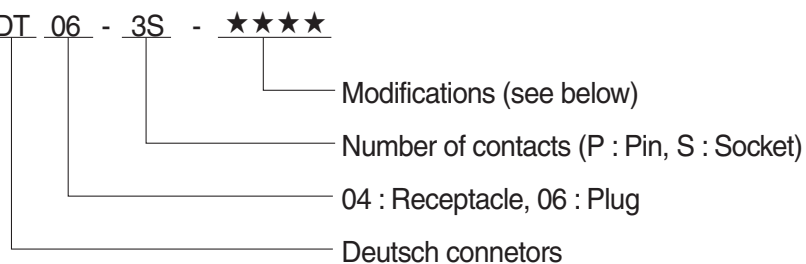 DT 06 - 3S - ★★★★
Modifications (see below)
Number of contacts (P : Pin, S : Socket)
04 : Receptacle, 06 : Plug
Deutsch connetors